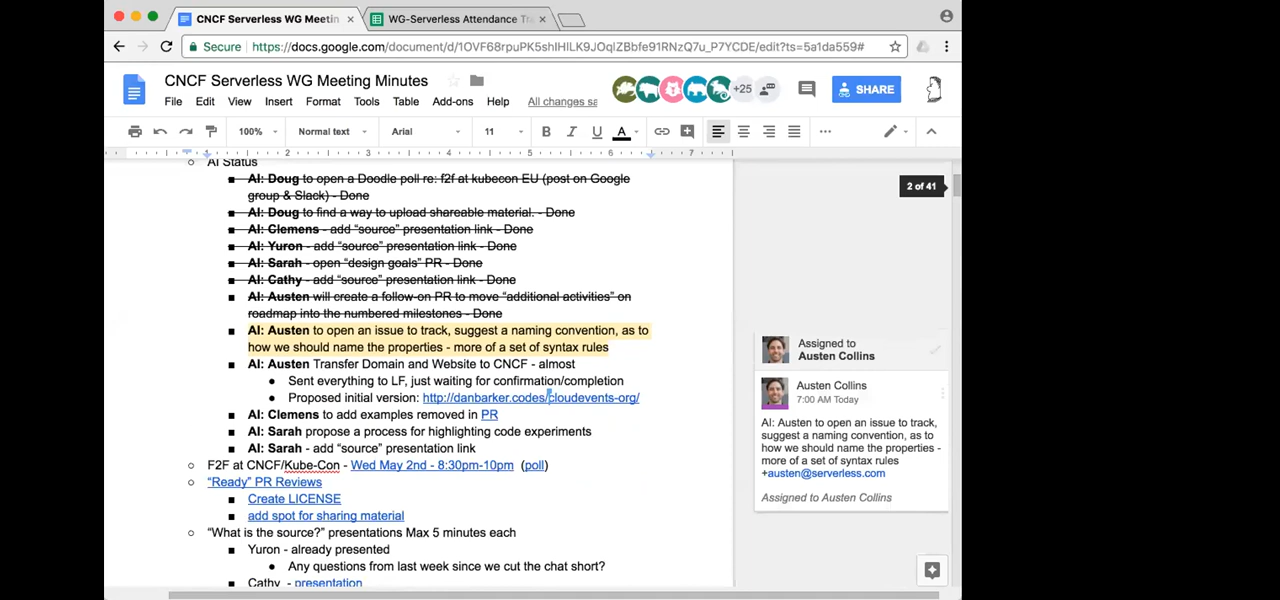 CNCF Serverless WG Meetin
WG-Serverless Attendance Tra
Secure
https://docs.google.com/document/d/1OVF68rpuPK5shIHILK9JOqlZBbfe91RNzQ7u_P7YCDE/edit?ts=5a1da559#
CNCF Serverless WG Meeting Minutes
File Edit View Insert Format Tools Table Add-ons Help All changes sa
+25
SHARE
100% Normal text Arial 11 B I U A
1 2 3 4 5 6 7
AI Status
AI: Doug to open a Doodle poll re: f2f at kubecon EU (post on Google
group & Slack) - Done
AI: Doug to find a way to upload shareable material. - Done
AI: Clemens - add “source” presentation link - Done
AI: Yuron - add “source” presentation link - Done
AI: Sarah - open “design goals” PR - Done
AI: Cathy - add “source” presentation link - Done
AI: Austen will create a follow-on PR to move “additional activities” on
roadmap into the numbered milestones - Done
AI: Austen to open an issue to track, suggest a naming convention, as to
how we should name the properties - more of a set of syntax rules
AI: Austen Transfer Domain and Website to CNCF - almost
Sent everything to LF, just waiting for confirmation/completion
Proposed initial version: http://danbarker.codes/cloudevents-org/
AI: Clemens to add examples removed in PR
AI: Sarah propose a process for highlighting code experiments
AI: Sarah - add “source” presentation link
F2F at CNCF/Kube-Con - Wed May 2nd - 8:30pm-10pm (poll)
“Ready” PR Reviews
Create LICENSE
add spot for sharing material
“What is the source?” presentations Max 5 minutes each
Yuron - already presented
Any questions from last week since we cut the chat short?
Cathy - presentation
2 of 41
Assigned to
Austen Collins
Austen Collins
7:00 AM Today
AI: Austen to open an issue to track,
suggest a naming convention, as to
how we should name the properties -
more of a set of syntax rules
+austen@serverless.com
Assigned to Austen Collins